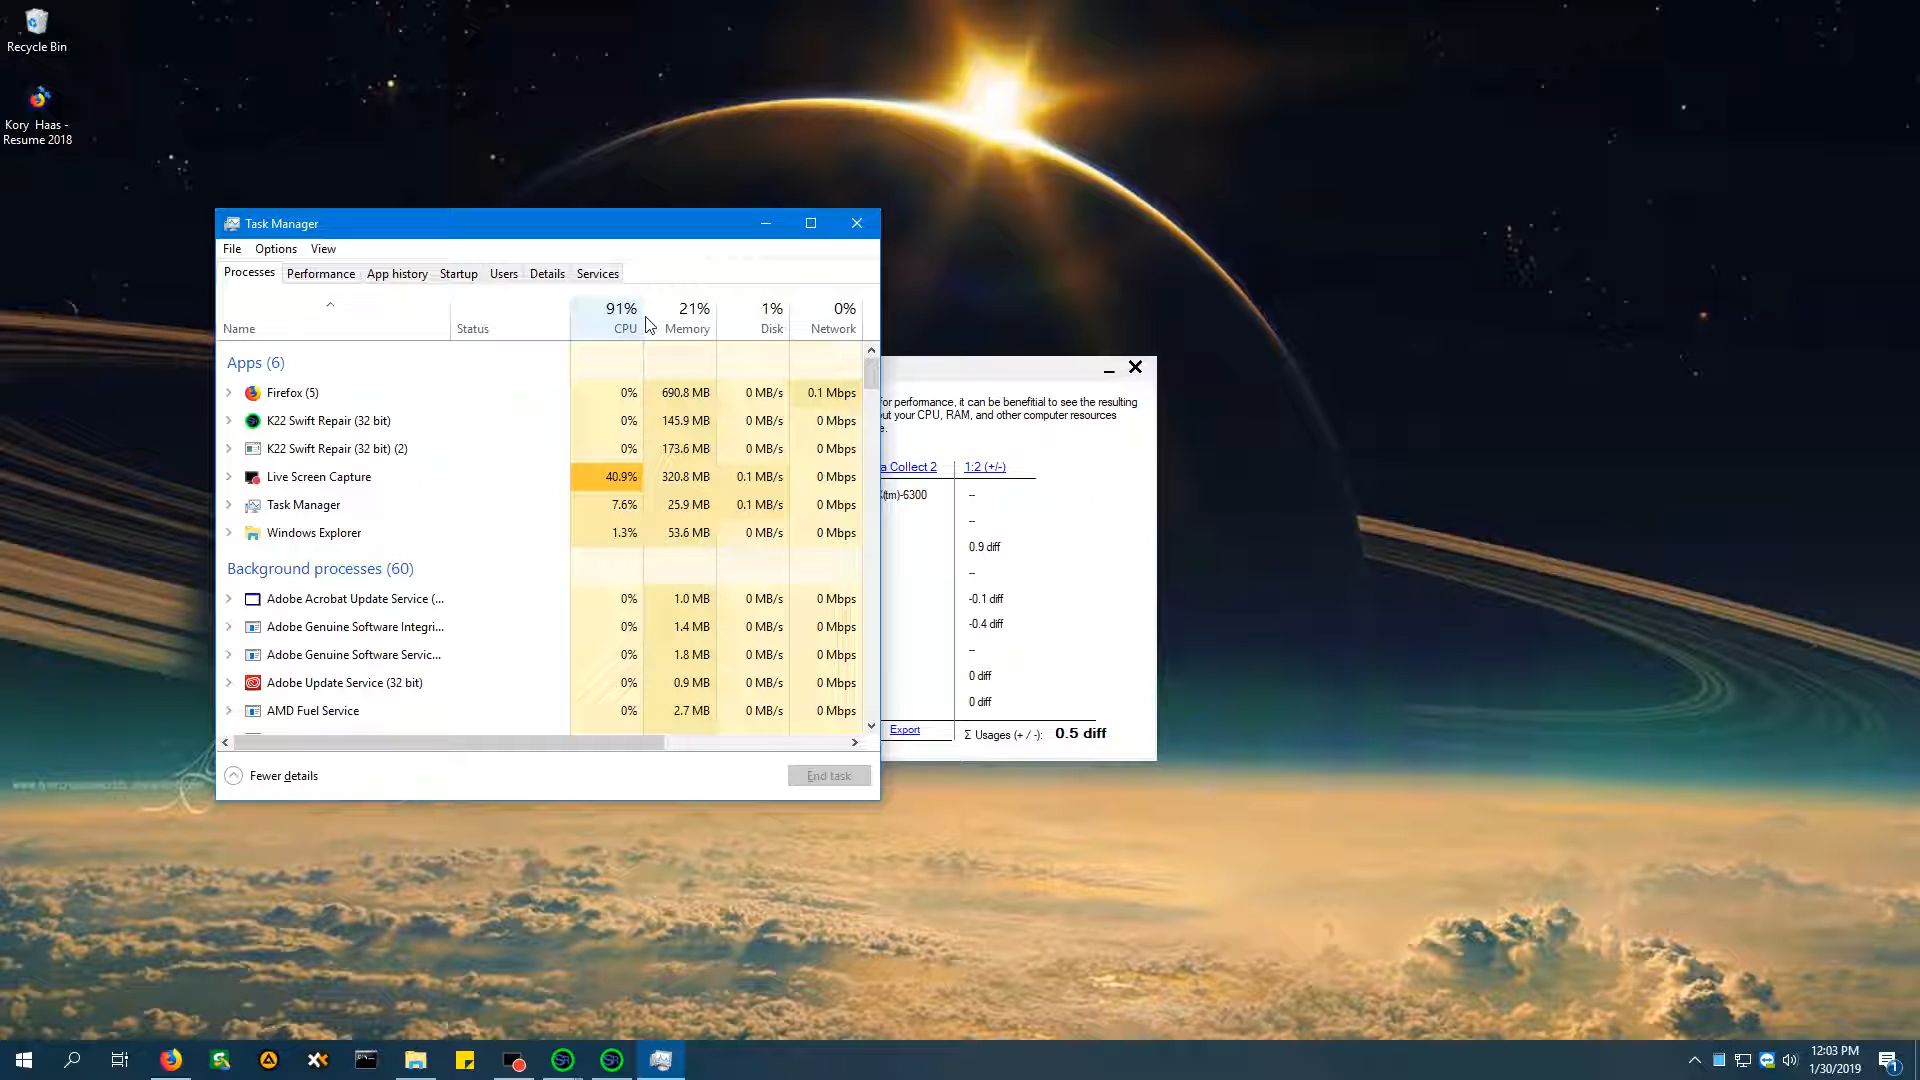 Recycle Bin
Kory Haas -
Resume 2018
Task Manager
File Options View
Processes Performance App history Startup Users Details Services
91% 21% 1% 0%
Name Status CPU Memory Disk Network
Apps (6)
Firefox (5) 0% 690.8 MB 0 MB/s 0.1 Mbps
K22 Swift Repair (32 bit) 0% 145.9 MB 0 MB/s 0 Mbps
K22 Swift Repair (32 bit) (2) 0% 173.6 MB 0 MB/s 0 Mbps
Live Screen Capture 40.9% 320.8 MB 0.1 MB/s 0 Mbps
Task Manager 7.6% 25.9 MB 0.1 MB/s 0 Mbps
Windows Explorer 1.3% 53.6 MB 0 MB/s 0 Mbps
Background processes (60)
Adobe Acrobat Update Service (... 0% 1.0 MB 0 MB/s 0 Mbps
Adobe Genuine Software Integri... 0% 1.4 MB 0 MB/s 0 Mbps
Adobe Genuine Software Servic... 0% 1.8 MB 0 MB/s 0 Mbps
Adobe Update Service (32 bit) 0% 0.9 MB 0 MB/s 0 Mbps
AMD Fuel Service 0% 2.7 MB 0 MB/s 0 Mbps
Fewer details End task
for performance, it can be benefitial to see the resulting
ut your CPU, RAM, and other computer resources
e.
a Collect 2 1:2 (+/-)
(tm)-6300 --
--
0.9 diff
--
-0.1 diff
-0.4 diff
--
0 diff
0 diff
Export Σ Usages (+ / -): 0.5 diff
SR SR
12:03 PM
1/30/2019
1